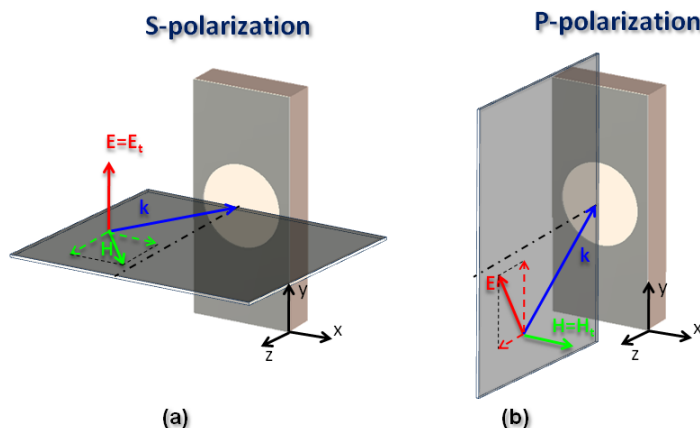 S-polarization
P-polarization
E=Eₜ
k
H
y
x
z
(a)
E
k
H=Hₜ
y
x
z
(b)